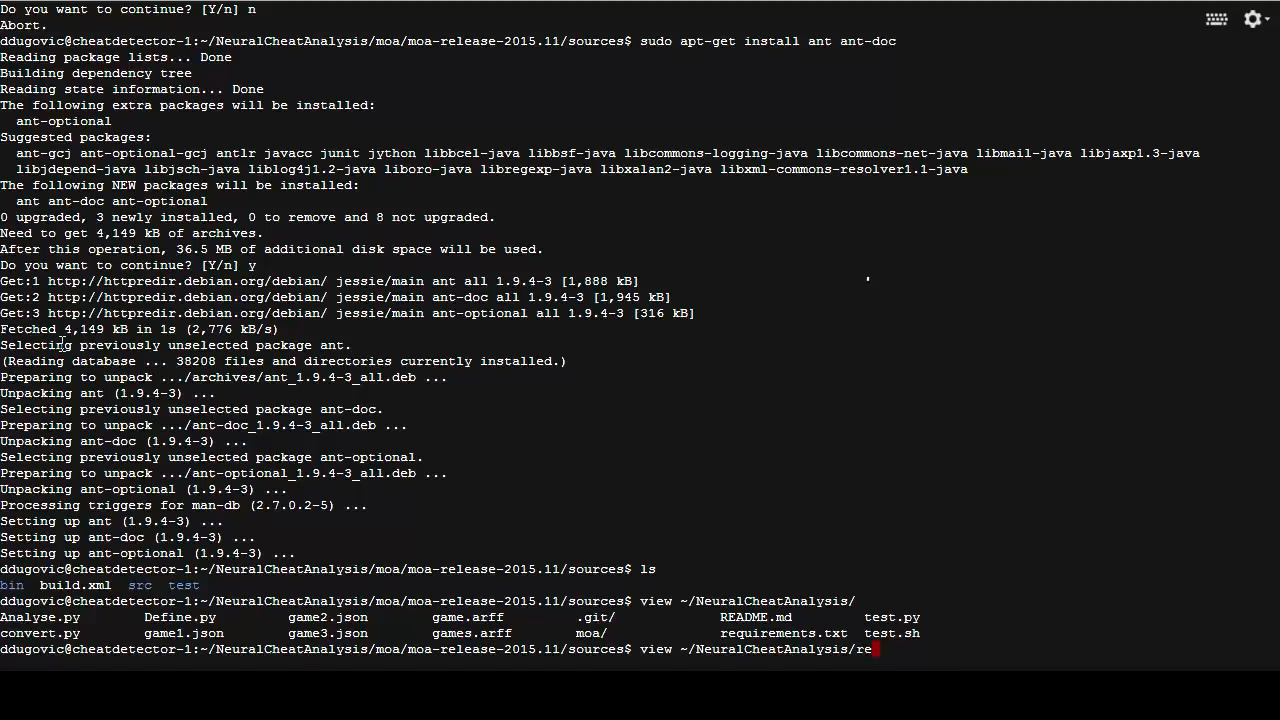 Do you want to continue? [Y/n] n
Abort.
ddugovic@cheatdetector-1:~/NeuralCheatAnalysis/moa/moa-release-2015.11/sources$ sudo apt-get install ant ant-doc
Reading package lists... Done
Building dependency tree
Reading state information... Done
The following extra packages will be installed:
  ant-optional
Suggested packages:
  ant-gcj ant-optional-gcj antlr javacc junit jython libbcel-java libbsf-java libcommons-logging-java libcommons-net-java libmail-java libjaxp1.3-java
  libjdepend-java libjsch-java liblog4j1.2-java liboro-java libregexp-java libxalan2-java libxml-commons-resolver1.1-java
The following NEW packages will be installed:
  ant ant-doc ant-optional
0 upgraded, 3 newly installed, 0 to remove and 8 not upgraded.
Need to get 4,149 kB of archives.
After this operation, 36.5 MB of additional disk space will be used.
Do you want to continue? [Y/n] y
Get:1 http://httpredir.debian.org/debian/ jessie/main ant all 1.9.4-3 [1,888 kB]
Get:2 http://httpredir.debian.org/debian/ jessie/main ant-doc all 1.9.4-3 [1,945 kB]
Get:3 http://httpredir.debian.org/debian/ jessie/main ant-optional all 1.9.4-3 [316 kB]
Fetched 4,149 kB in 1s (2,776 kB/s)
Selecting previously unselected package ant.
(Reading database ... 38208 files and directories currently installed.)
Preparing to unpack .../archives/ant_1.9.4-3_all.deb ...
Unpacking ant (1.9.4-3) ...
Selecting previously unselected package ant-doc.
Preparing to unpack .../ant-doc_1.9.4-3_all.deb ...
Unpacking ant-doc (1.9.4-3) ...
Selecting previously unselected package ant-optional.
Preparing to unpack .../ant-optional_1.9.4-3_all.deb ...
Unpacking ant-optional (1.9.4-3) ...
Processing triggers for man-db (2.7.0.2-5) ...
Setting up ant (1.9.4-3) ...
Setting up ant-doc (1.9.4-3) ...
Setting up ant-optional (1.9.4-3) ...
ddugovic@cheatdetector-1:~/NeuralCheatAnalysis/moa/moa-release-2015.11/sources$ ls
bin  build.xml  src  test
ddugovic@cheatdetector-1:~/NeuralCheatAnalysis/moa/moa-release-2015.11/sources$ view ~/NeuralCheatAnalysis/
Analyse.py        Define.py         game2.json        game.arff         .git/             README.md         test.py
convert.py        game1.json        game3.json        games.arff        moa/              requirements.txt  test.sh
ddugovic@cheatdetector-1:~/NeuralCheatAnalysis/moa/moa-release-2015.11/sources$ view ~/NeuralCheatAnalysis/re